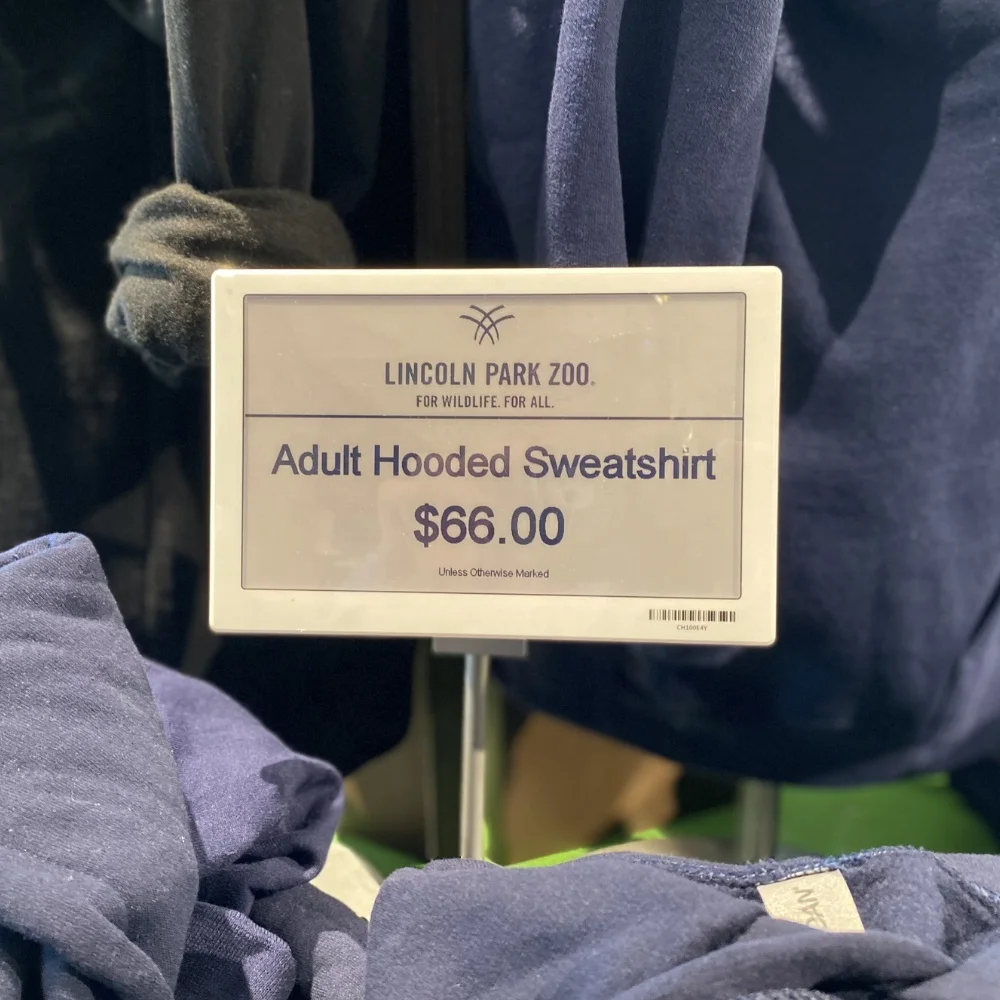 LINCOLN PARK ZOO.
FOR WILDLIFE. FOR ALL.
Adult Hooded Sweatshirt
$66.00
Unless Otherwise Marked